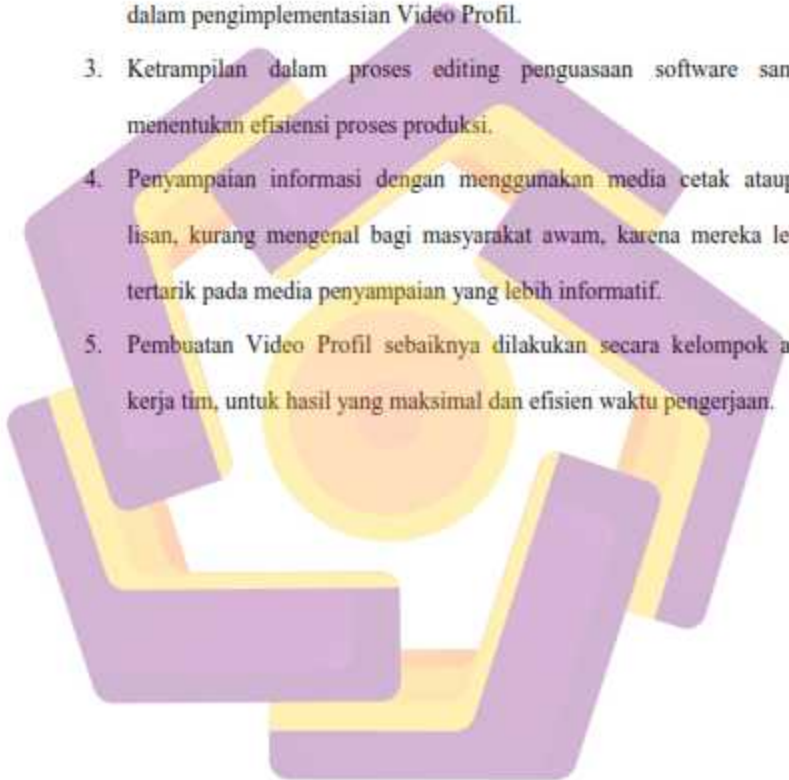 dalam pengimplementasian Video Profil.
3. Ketrampilan dalam proses editing penguasaan software
menentukan efisiensi proses produksi.
4. Penyampaian informasi dengan menggunakan media cetak
lisan, kurang mengenal bagi masyarakat awam, karena mereka
tertarik pada media penyampaian yang lebih informatif.
5. Pembuatan Video Profil sebaiknya dilakukan secara kelompok
kerja tim, untuk hasil yang maksimal dan efisien waktu pengerjaan.